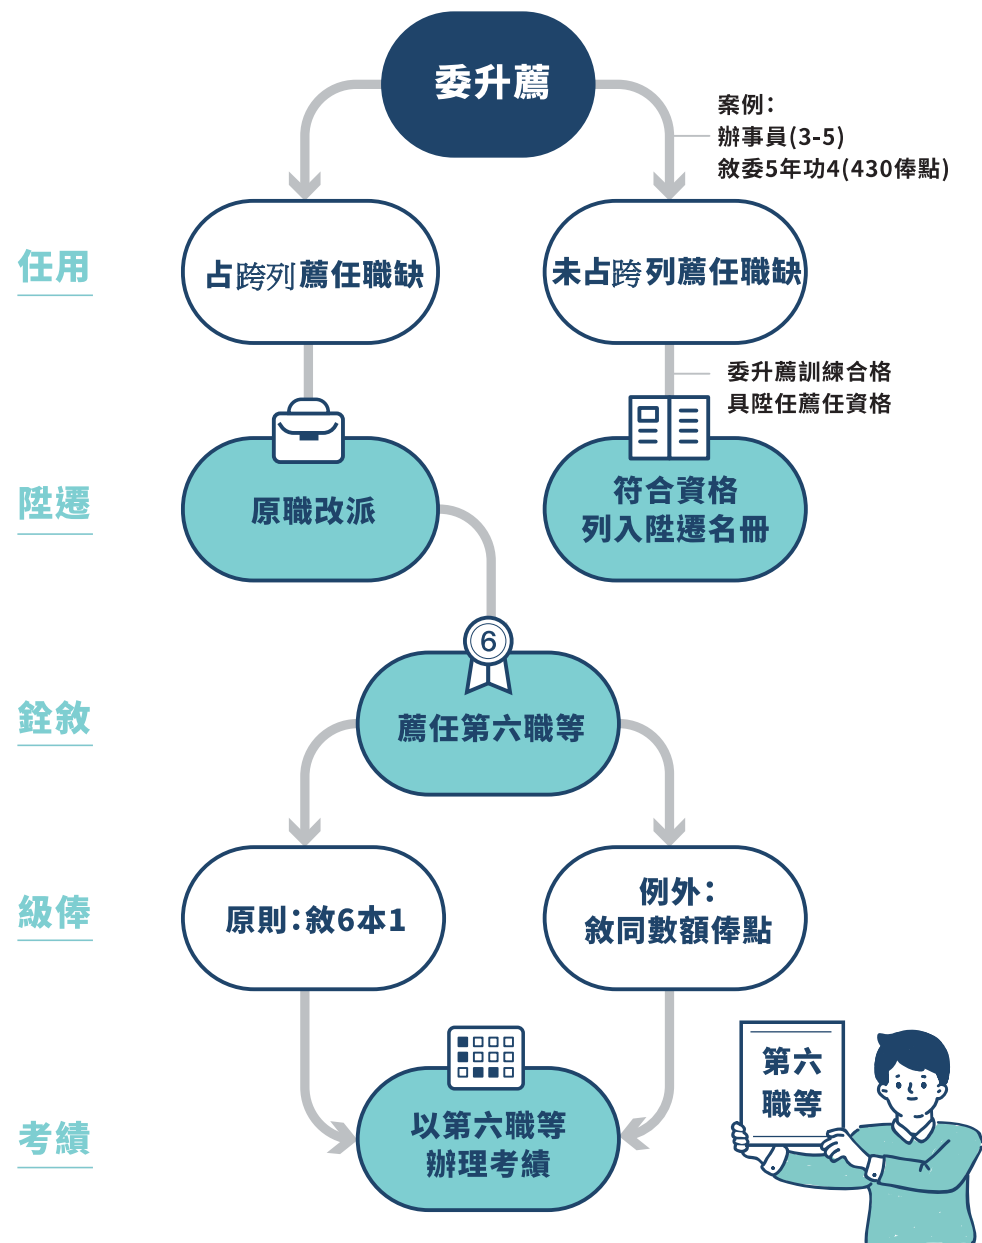 委升薦
案例：
辦事員(3-5)
敘委5年功4(430俸點)
任用
占跨列薦任職缺
未占跨列薦任職缺
委升薦訓練合格
具陞任薦任資格
陞遷
原職改派
符合資格
列入陞遷名冊
6
銓敘
薦任第六職等
級俸
原則：敘6本1
例外：
敘同數額俸點
考績
以第六職等
辦理考績
第六
職等